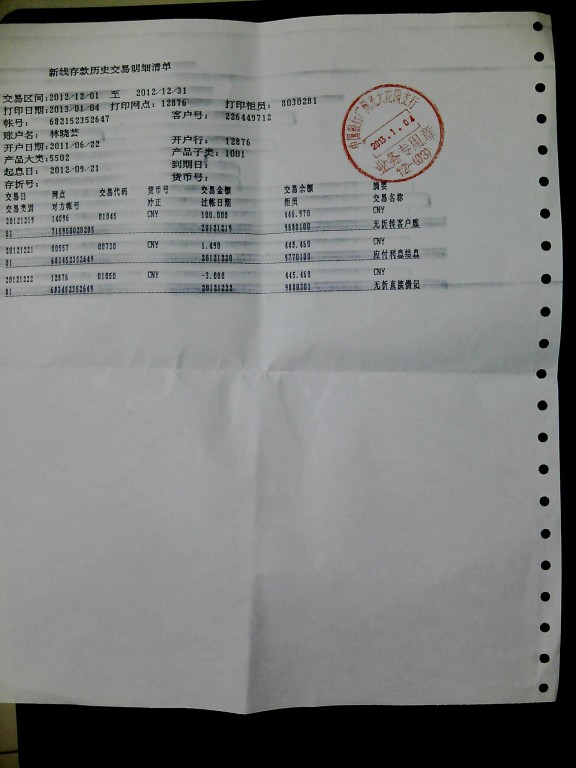 新线存款历史交易明细清单
交易区间:2012/12/01 至 2012/12/31
打印日期:2013/01/04 打印网点: 12876 打印柜员: 8030281
帐号: 682152352647 客户号: 226449712
账户名: 林晓芸
开户日期:2011/06/22 开户行: 12876
产品大类:5502 产品子类: 1001
起息日: 2012/09/21 到期日:
存折号: 货币号:
交易日 网点 交易代码 货币号 交易金额 交易余额 摘要
交易类别 对方帐号 冲正 过帐日期 柜员 交易名称
20121219 14096 01045 CNY 100.000 446.970 CNY
01 20121219 9880100 无折转客户账
20121221 00557 00730 CNY 1.490 448.460 CNY
01 20121220 9770100 应付利息结息
20121222 12876 01050 CNY -3.000 445.460 CNY
01 20121222 9880301 无折直接借记
2013.1.04
业务专用章
12-(03)